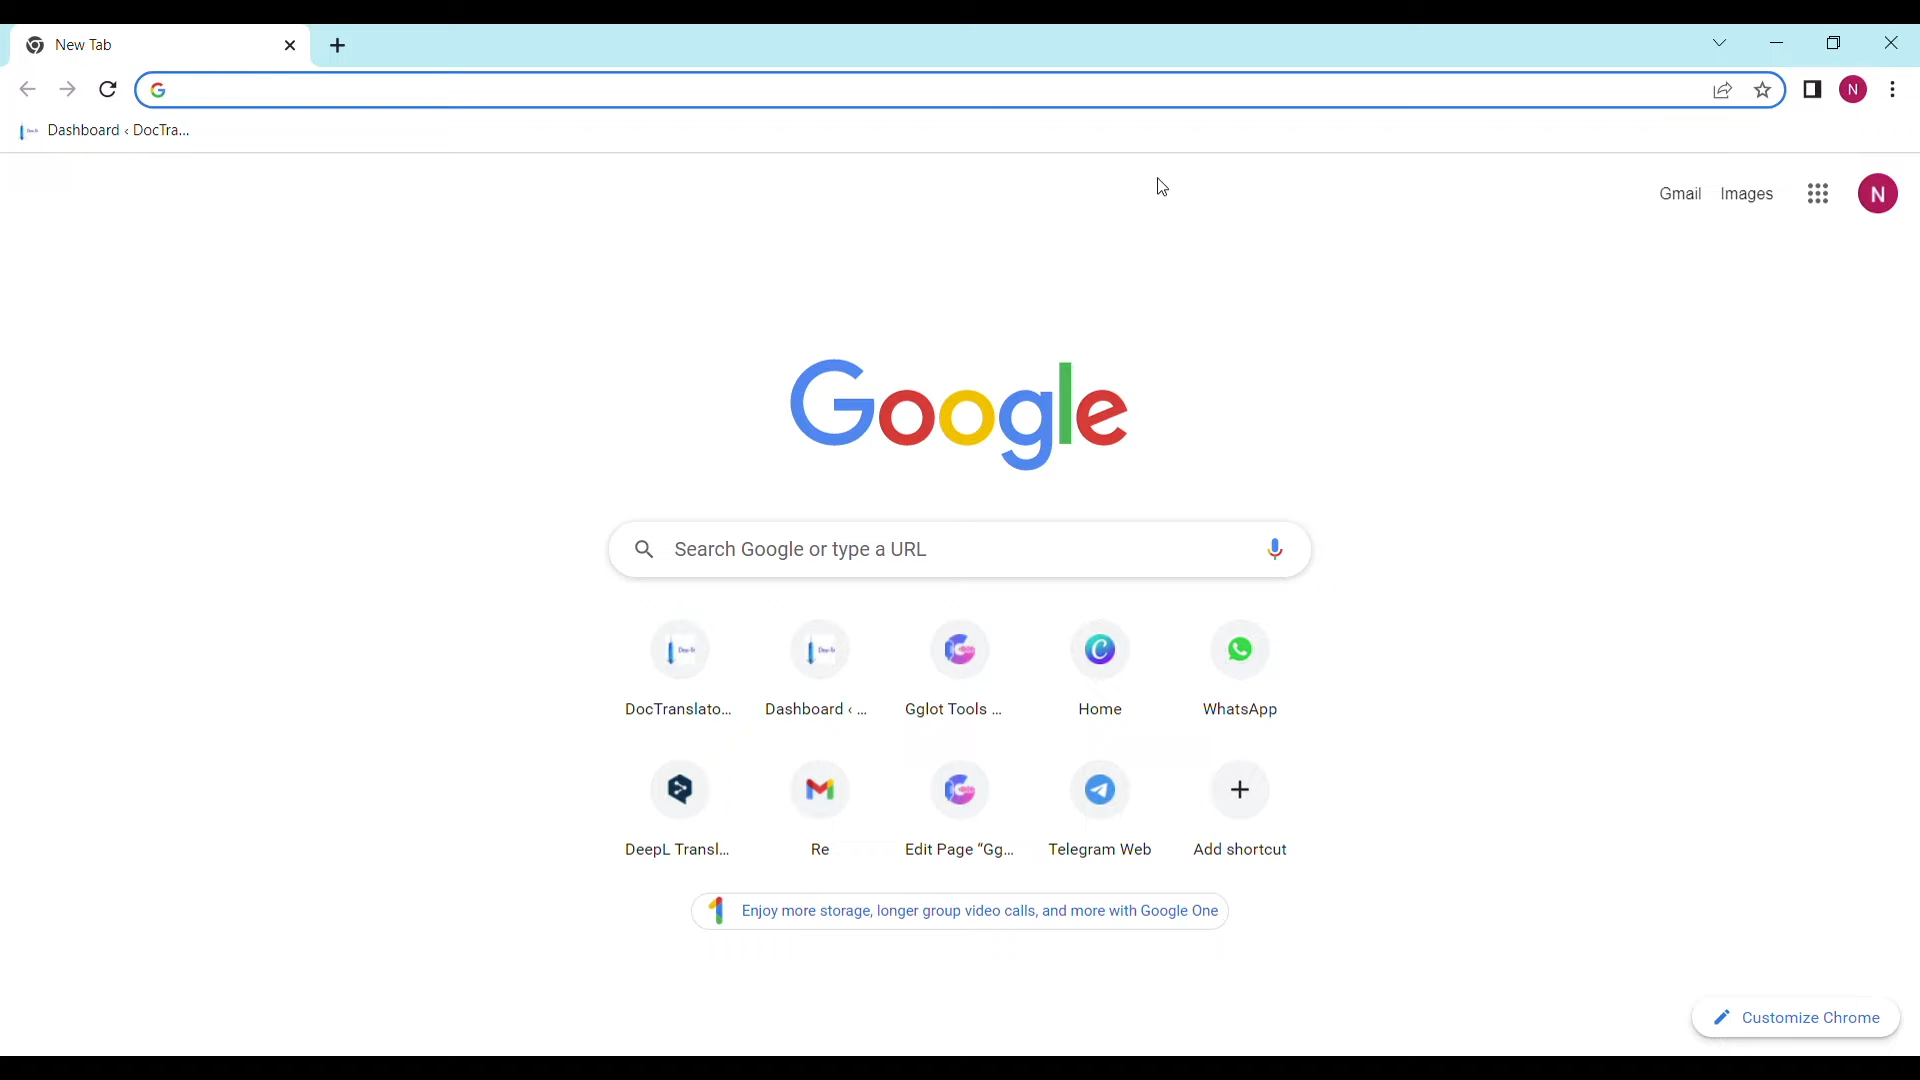 New Tab
Dashboard ‹ DocTra...
Gmail Images N
N
Google
Search Google or type a URL
DocTranslato... Dashboard ‹ ... Gglot Tools ... Home WhatsApp
DeepL Transl... Re Edit Page “Gg... Telegram Web Add shortcut
Enjoy more storage, longer group video calls, and more with Google One
Customize Chrome